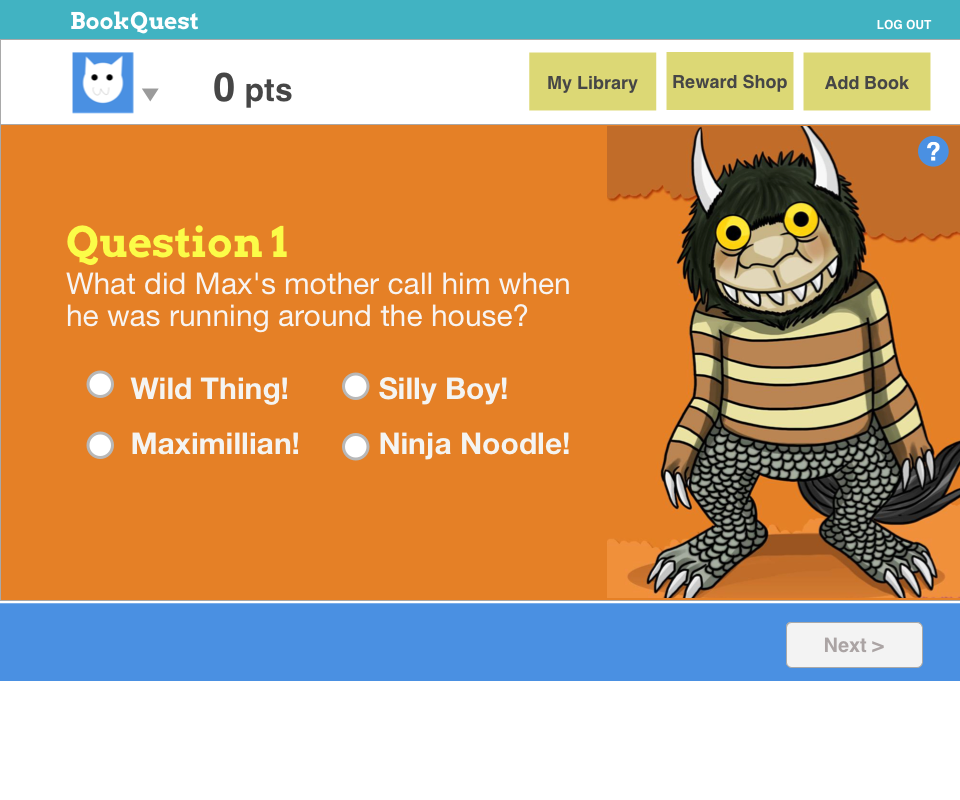 BookQuest
LOG OUT
0 pts
My Library
Reward Shop
Add Book
?
Question 1
What did Max's mother call him when
he was running around the house?
Wild Thing!
Silly Boy!
Maximillian!
Ninja Noodle!
Next >